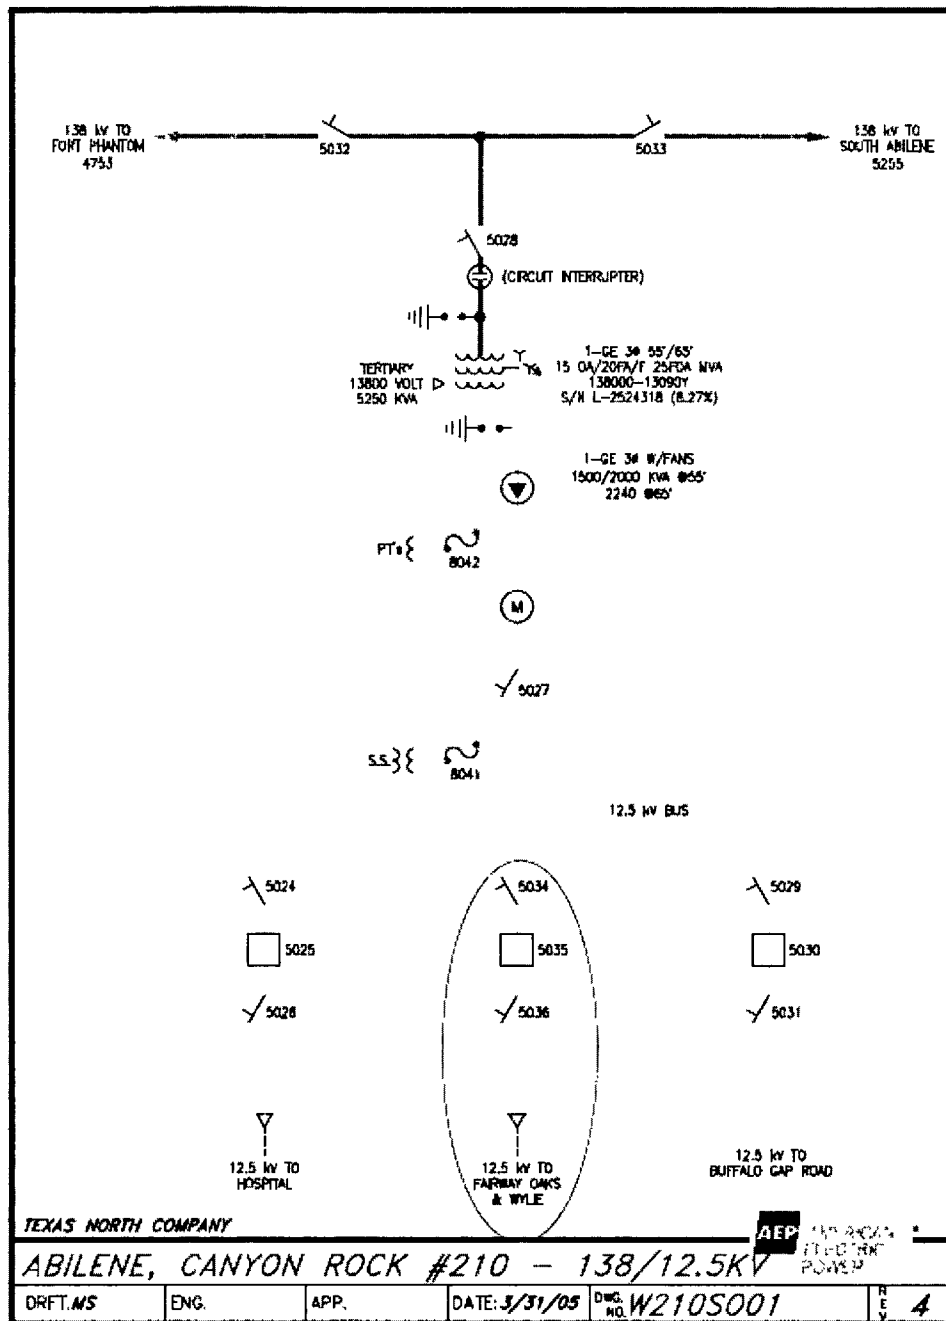 138 kV TO
FORT PHANTOM
4753
5032
5033
138 kV TO
SOUTH ABILENE
5255
5028
(CIRCUIT INTERRUPTER)
TERTIARY
13800 VOLT
5250 KVA
1-GE 3Ø 55°/65°
15 OA/20FA/F 25FOA MVA
138000-13090Y
S/N L-2524318 (8.27%)
1-GE 3Ø W/FANS
1500/2000 KVA @55°
2240 @65°
PT's
8042
M
5027
S.S.
8041
12.5 kV BUS
5024
5034
5029
5025
5035
5030
5026
5036
5031
12.5 kV TO
HOSPITAL
12.5 kV TO
FAIRWAY OAKS
& WYLIE
12.5 kV TO
BUFFALO GAP ROAD
TEXAS NORTH COMPANY
AEP AMERICAN
ELECTRIC
POWER
ABILENE, CANYON ROCK #210 - 138/12.5KV
DRFT. MS
ENG.
APP.
DATE: 3/31/05
DWG. NO. W210S001
REV 4